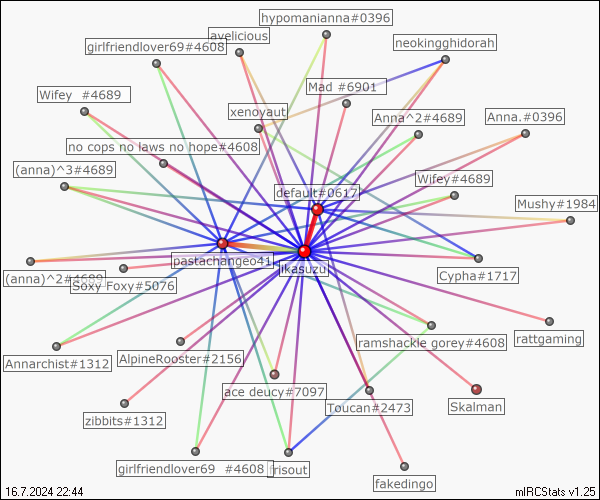 hypomanianna#0396
avelicious
girlfriendlover69#4608
neokingghidorah
Mad #6901
Wifey  #4689
xenoyaut
Anna^2#4689
Anna.#0396
no cops no laws no hope#4608
(anna)^3#4689
default#0617
Wifey#4689
Mushy#1984
pastachangeo41
ikasuzu
Cypha#1717
(anna)^2#4689
Soxy Foxy#5076
ramshackle gorey#4608
rattgaming
Annarchist#1312
AlpineRooster#2156
ace deucy#7097
Toucan#2473
Skalman
zibbits#1312
girlfriendlover69  #4608
frisout
fakedingo
16.7.2024 22:44
mIRCStats v1.25